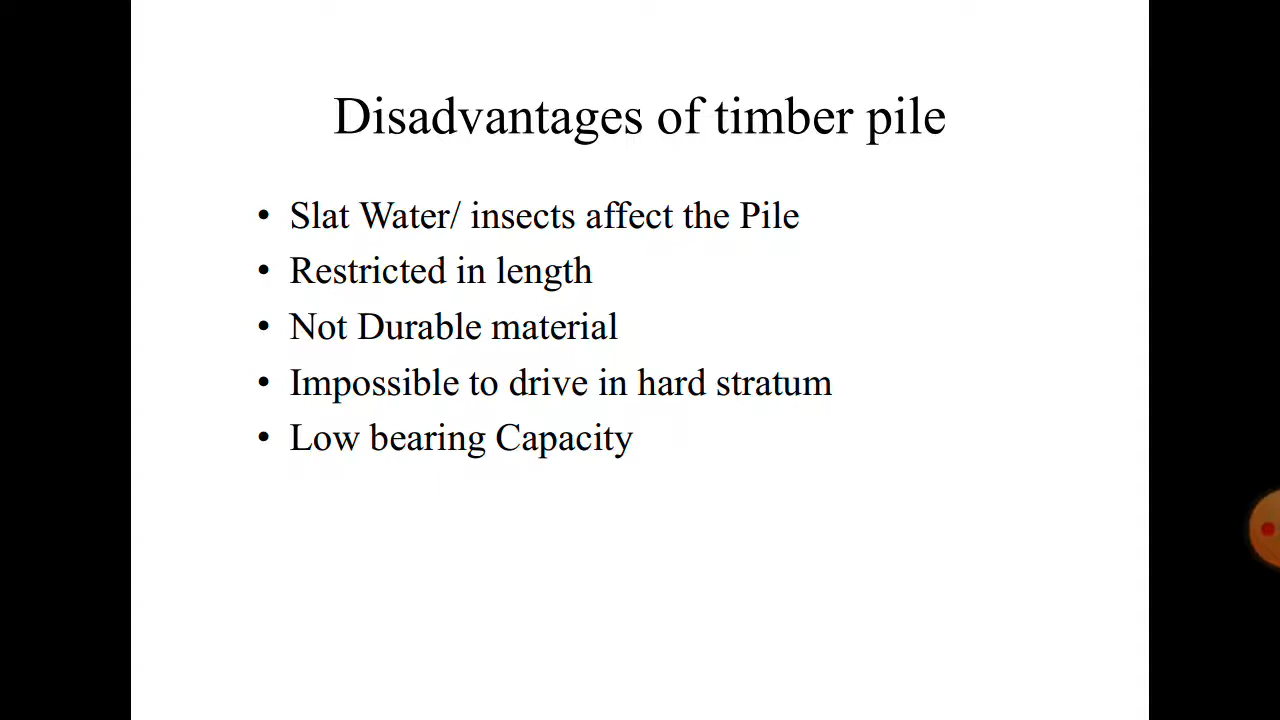 Disadvantages of timber pile
• Slat Water/ insects affect the Pile
• Restricted in length
• Not Durable material
• Impossible to drive in hard stratum
• Low bearing Capacity